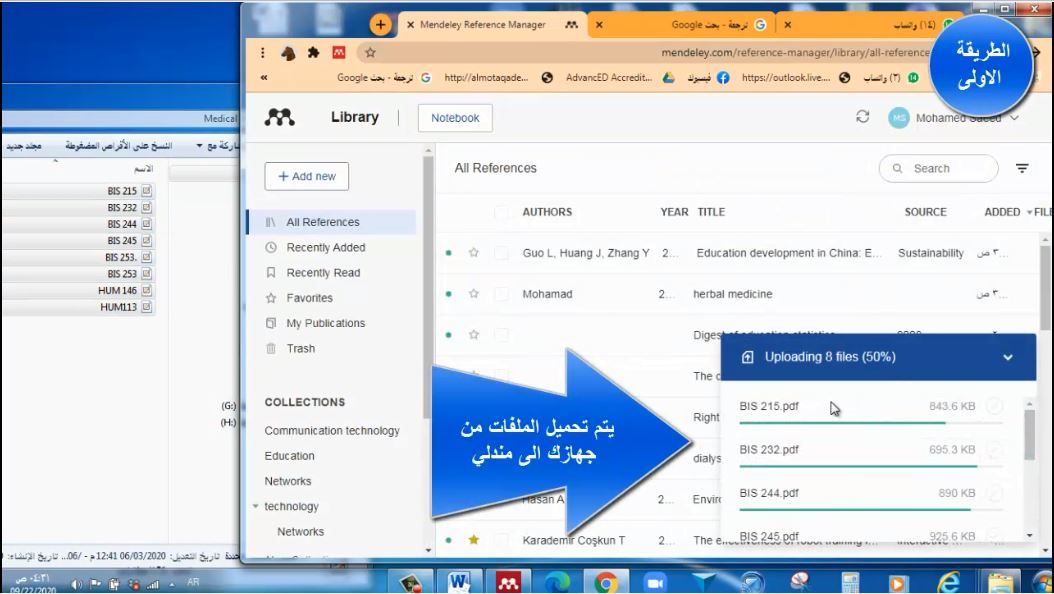 Mendeley Reference Manager
ترجمة - بحث Google
(١٤) واتساب
mendeley.com/reference-manager/library/all-reference
ترجمة - بحث Google
http://almotaqade...
AdvancED Accredit...
فيسبوك
https://outlook.live....
(٢) واتساب
الطريقة
الاولى
Library
Notebook
Mohamed Saeed
MS
Medical
مجلد جديد
النسخ على الأقراص المضغوطة
مشاركة مع
الاسم
BIS 215
BIS 232
BIS 244
BIS 245
BIS 253.
BIS 253
HUM 146
HUM113
(G:)
(H:)
+ Add new
All References
Recently Added
Recently Read
Favorites
My Publications
Trash
COLLECTIONS
Communication technology
Education
Networks
technology
Networks
All References
Search
AUTHORS YEAR TITLE SOURCE ADDED FILE
Guo L, Huang J, Zhang Y 2... Education development in China: E... Sustainability ٣ ص...
Mohamad 2... herbal medicine ٣ ص...
Digest of education statistics
The
Right
dialys
Hasan A 2... Envir
Karademir Coşkun T 2... The effectiveness of robot training
Uploading 8 files (50%)
BIS 215.pdf 843.6 KB
BIS 232.pdf 695.3 KB
BIS 244.pdf 890 KB
BIS 245.pdf 925.6 KB
يتم تحميل الملفات من
جهازك الى مندلي
تاريخ التعديل: 06/03/2020 12:41 م
تاريخ الإنشاء: 06/...
AR
٠٤:٣١ ص
09/22/2020